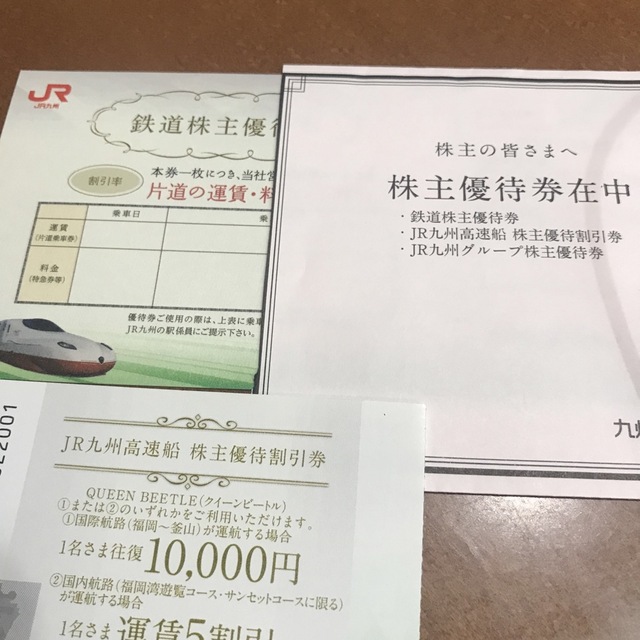 JR
JR九州
鉄道株主優待
割引率
本券一枚につき、当社営
片道の運賃・料
乗車日
乗
運賃
(片道乗車券)
料金
(特急券等)
優待券ご使用の際は、上表に乗車
JR九州の駅係員にご提示下さい。
株主の皆さまへ
株主優待券在中
・鉄道株主優待券
・JR九州高速船 株主優待割引券
・JR九州グループ株主優待券
九州
2001
JR九州高速船 株主優待割引券
QUEEN BEETLE(クイーンビートル)
①または②のいずれかをご利用いただけます。
①国際航路(福岡〜釜山)が運航する場合
1名さま往復10,000円
②国内航路(福岡湾遊覧コース・サンセットコースに限る)
が運航する場合
1名さま 運賃5割引